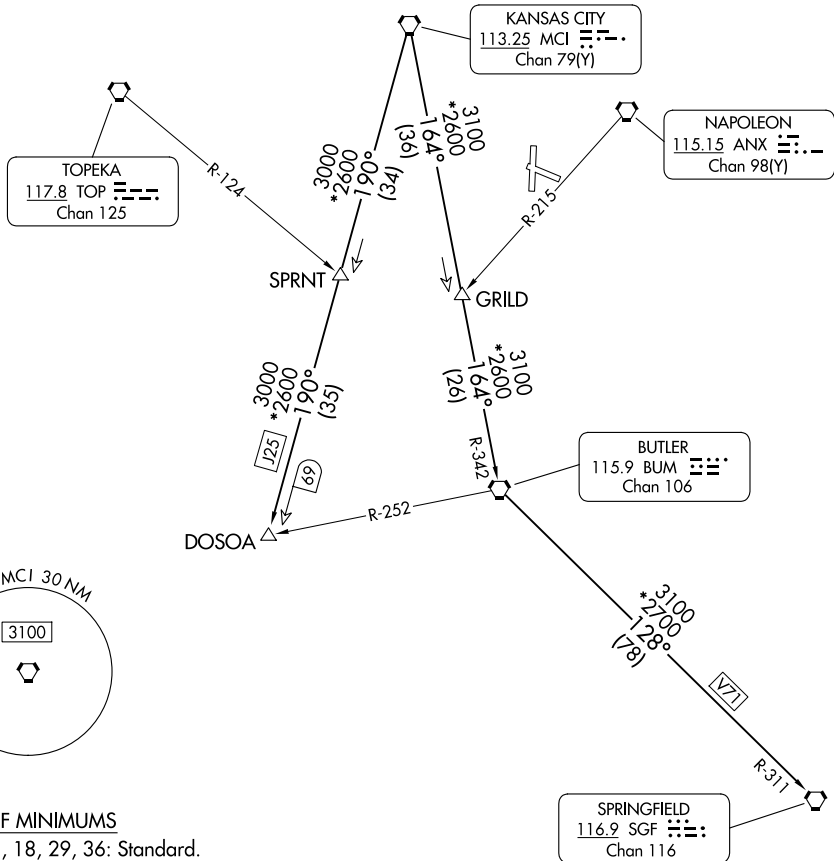 KANSAS CITY
113.25 MCI
Chan 79(Y)
NAPOLEON
115.15 ANX
Chan 98(Y)
TOPEKA
117.8 TOP
Chan 125
R-124
3000
*2600
190°
(34)
3100
*2600
164°
(36)
R-215
SPRNT
GRILD
3000
*2600
190°
(35)
3100
*2600
164°
(26)
J25
69
R-342
BUTLER
115.9 BUM
Chan 106
R-252
DOSOA
MCI 30 NM
3100
3100
*2700
128°
(78)
V71
R-311
SPRINGFIELD
116.9 SGF
Chan 116
F MINIMUMS
, 18, 29, 36: Standard.